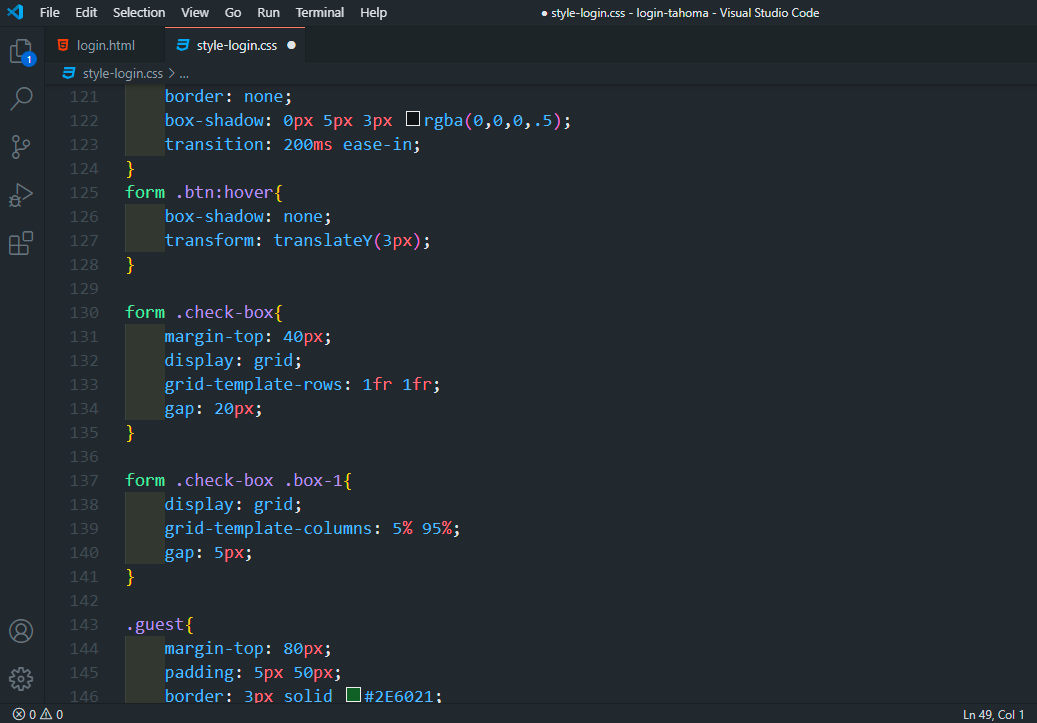 File Edit Selection View Go Run Terminal Help ● style-login.css - login-tahoma - Visual Studio Code
login.html style-login.css ●
style-login.css > ...
1
121 border: none;
122 box-shadow: 0px 5px 3px rgba(0,0,0,.5);
123 transition: 200ms ease-in;
124 }
125 form .btn:hover{
126 box-shadow: none;
127 transform: translateY(3px);
128 }
129
130 form .check-box{
131 margin-top: 40px;
132 display: grid;
133 grid-template-rows: 1fr 1fr;
134 gap: 20px;
135 }
136
137 form .check-box .box-1{
138 display: grid;
139 grid-template-columns: 5% 95%;
140 gap: 5px;
141 }
142
143 .guest{
144 margin-top: 80px;
145 padding: 5px 50px;
146 border: 3px solid #2E6021;
0 0 Ln 49, Col 1